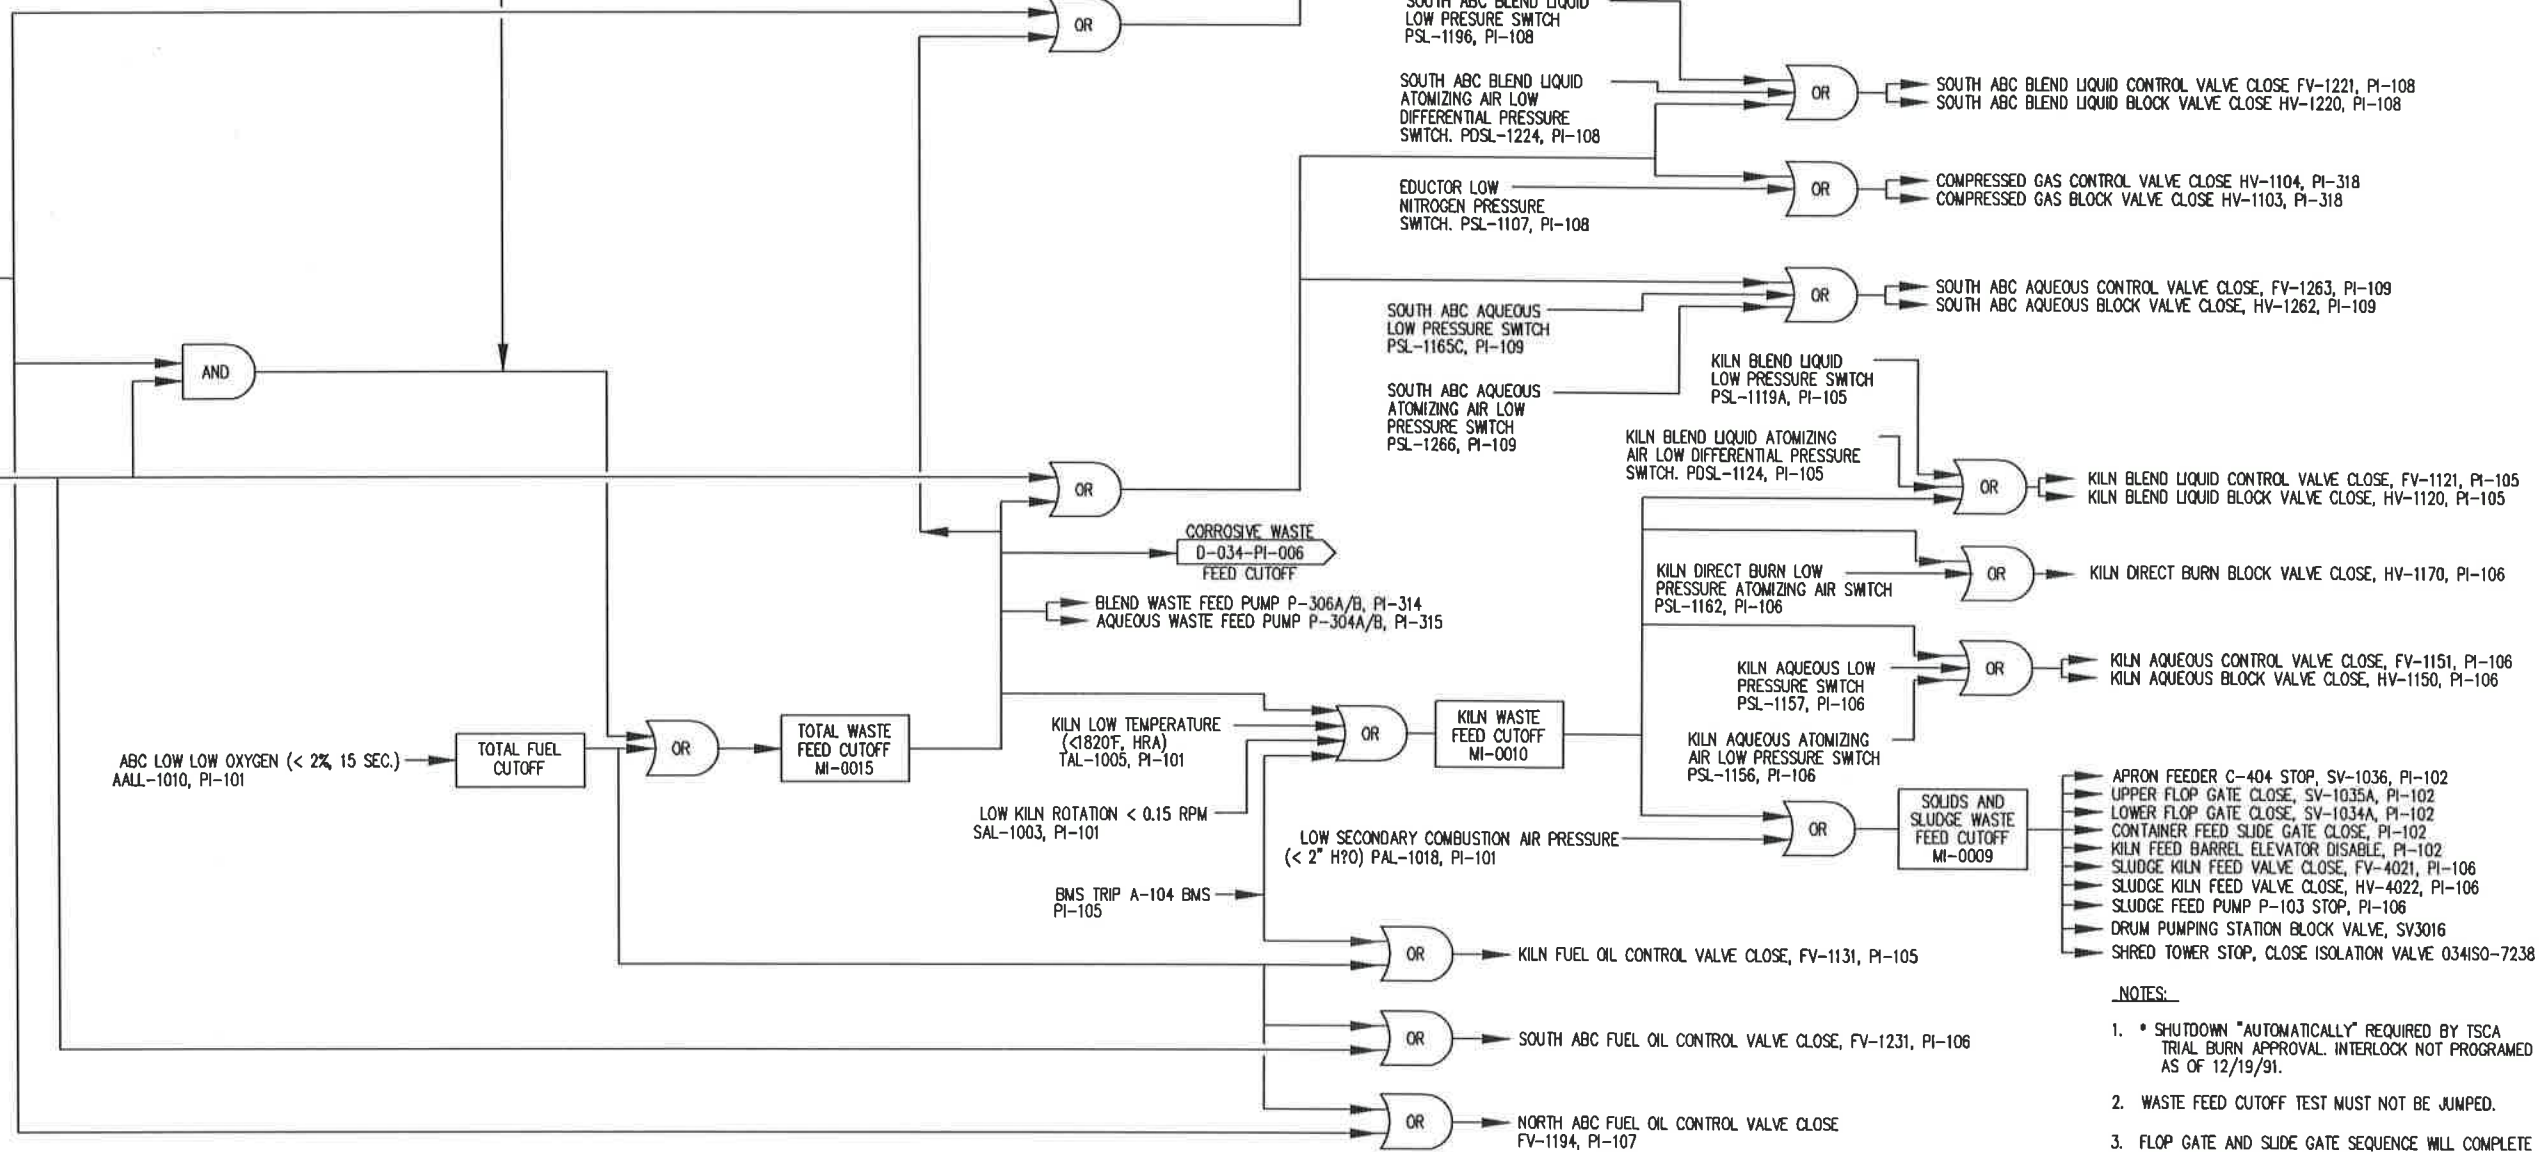 OR
SOUTH ABC BLEND LIQUID
LOW PRESURE SWITCH
PSL-1196, PI-108
SOUTH ABC BLEND LIQUID
ATOMIZING AIR LOW
DIFFERENTIAL PRESSURE
SWITCH. PDSL-1224, PI-108
OR
SOUTH ABC BLEND LIQUID CONTROL VALVE CLOSE FV-1221, PI-108
SOUTH ABC BLEND LIQUID BLOCK VALVE CLOSE HV-1220, PI-108
EDUCTOR LOW
NITROGEN PRESSURE
SWITCH. PSL-1107, PI-108
OR
COMPRESSED GAS CONTROL VALVE CLOSE HV-1104, PI-318
COMPRESSED GAS BLOCK VALVE CLOSE HV-1103, PI-318
SOUTH ABC AQUEOUS
LOW PRESSURE SWITCH
PSL-1165C, PI-109
OR
SOUTH ABC AQUEOUS CONTROL VALVE CLOSE, FV-1263, PI-109
SOUTH ABC AQUEOUS BLOCK VALVE CLOSE, HV-1262, PI-109
SOUTH ABC AQUEOUS
ATOMIZING AIR LOW
PRESSURE SWITCH
PSL-1266, PI-109
AND
KILN BLEND LIQUID
LOW PRESSURE SWITCH
PSL-1119A, PI-105
KILN BLEND LIQUID ATOMIZING
AIR LOW DIFFERENTIAL PRESSURE
SWITCH. PDSL-1124, PI-105
OR
OR
KILN BLEND LIQUID CONTROL VALVE CLOSE, FV-1121, PI-105
KILN BLEND LIQUID BLOCK VALVE CLOSE, HV-1120, PI-105
CORROSIVE WASTE
D-034-PI-006
FEED CUTOFF
BLEND WASTE FEED PUMP P-306A/B, PI-314
AQUEOUS WASTE FEED PUMP P-304A/B, PI-315
KILN DIRECT BURN LOW
PRESSURE ATOMIZING AIR SWITCH
PSL-1162, PI-106
OR
KILN DIRECT BURN BLOCK VALVE CLOSE, HV-1170, PI-106
KILN AQUEOUS LOW
PRESSURE SWITCH
PSL-1157, PI-106
OR
KILN AQUEOUS CONTROL VALVE CLOSE, FV-1151, PI-106
KILN AQUEOUS BLOCK VALVE CLOSE, HV-1150, PI-106
KILN AQUEOUS ATOMIZING
AIR LOW PRESSURE SWITCH
PSL-1156, PI-106
ABC LOW LOW OXYGEN (< 2%, 15 SEC.)
AALL-1010, PI-101
TOTAL FUEL
CUTOFF
OR
TOTAL WASTE
FEED CUTOFF
MI-0015
KILN LOW TEMPERATURE
(<1820°F, HRA)
TAL-1005, PI-101
OR
KILN WASTE
FEED CUTOFF
MI-0010
LOW KILN ROTATION < 0.15 RPM
SAL-1003, PI-101
LOW SECONDARY COMBUSTION AIR PRESSURE
(< 2" H?O) PAL-1018, PI-101
OR
SOLIDS AND
SLUDGE WASTE
FEED CUTOFF
MI-0009
APRON FEEDER C-404 STOP, SV-1036, PI-102
UPPER FLOP GATE CLOSE, SV-1035A, PI-102
LOWER FLOP GATE CLOSE, SV-1034A, PI-102
CONTAINER FEED SLIDE GATE CLOSE, PI-102
KILN FEED BARREL ELEVATOR DISABLE, PI-102
SLUDGE KILN FEED VALVE CLOSE, FV-4021, PI-106
SLUDGE KILN FEED VALVE CLOSE, HV-4022, PI-106
SLUDGE FEED PUMP P-103 STOP, PI-106
DRUM PUMPING STATION BLOCK VALVE, SV3016
SHRED TOWER STOP, CLOSE ISOLATION VALVE 034ISO-7238
BMS TRIP A-104 BMS
PI-105
OR
KILN FUEL OIL CONTROL VALVE CLOSE, FV-1131, PI-105
OR
SOUTH ABC FUEL OIL CONTROL VALVE CLOSE, FV-1231, PI-106
OR
NORTH ABC FUEL OIL CONTROL VALVE CLOSE
FV-1194, PI-107
NOTES:
1. * SHUTDOWN "AUTOMATICALLY" REQUIRED BY TSCA
TRIAL BURN APPROVAL. INTERLOCK NOT PROGRAMED
AS OF 12/19/91.
2. WASTE FEED CUTOFF TEST MUST NOT BE JUMPED.
3. FLOP GATE AND SLIDE GATE SEQUENCE WILL COMPLETE